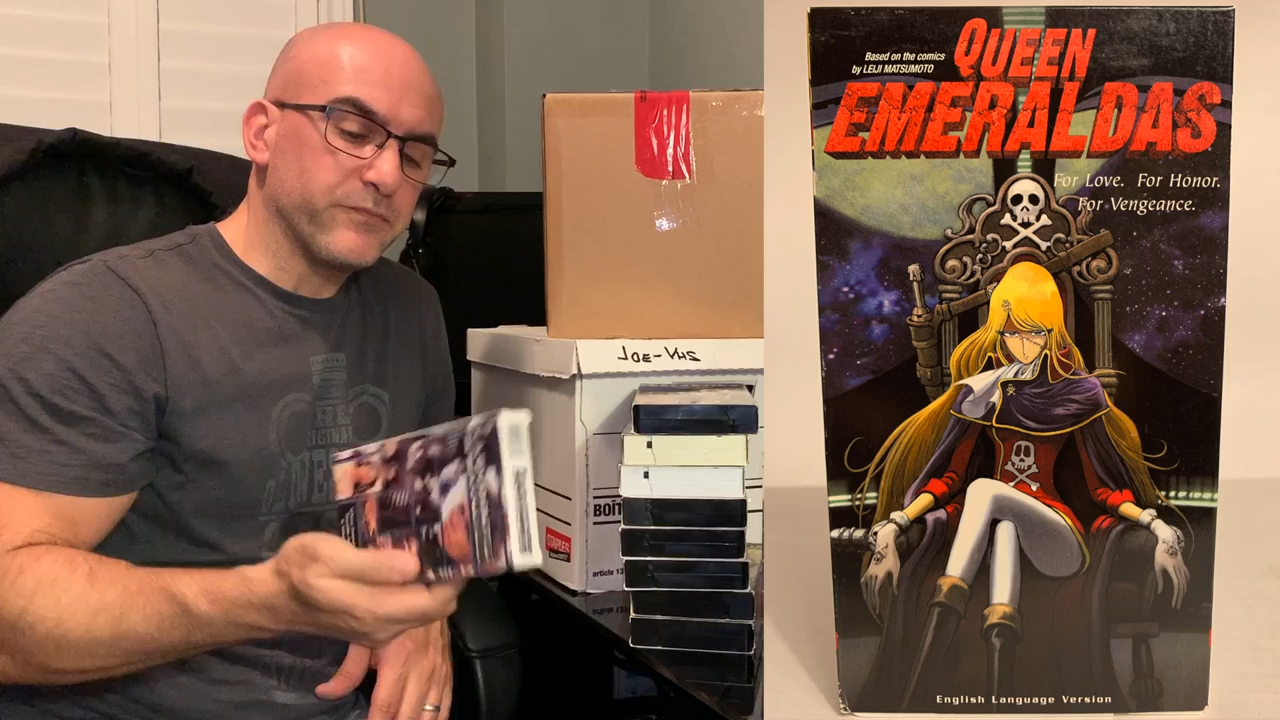 JOE-VHS
BOÎT
STAPLES
article 13
ORIGINAL
Based on the comics
by LEIJI MATSUMOTO
QUEEN
EMERALDAS
For Love. For Honor.
For Vengeance.
English Language Version